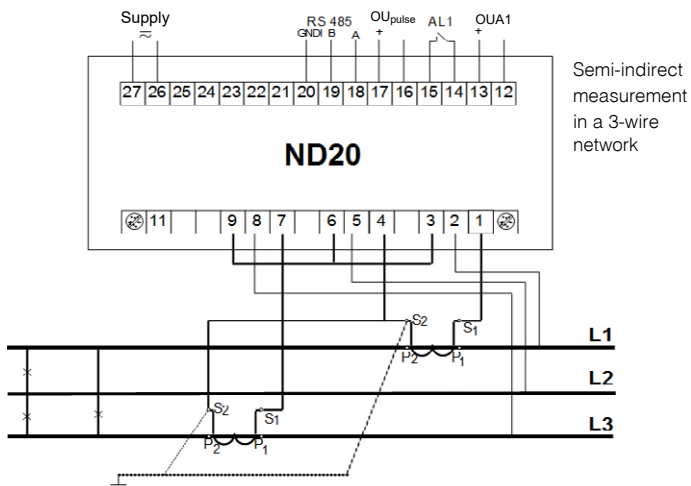 Supply RS 485 OUpulse AL1 OUA1
GNDI B A + +
27 26 25 24 23 22 21 20 19 18 17 16 15 14 13 12
Semi-indirect
measurement
in a 3-wire
network
ND20
11 9 8 7 6 5 4 3 2 1
S2 S1
L1
P2 P1
L2
S2 S1
L3
P2 P1